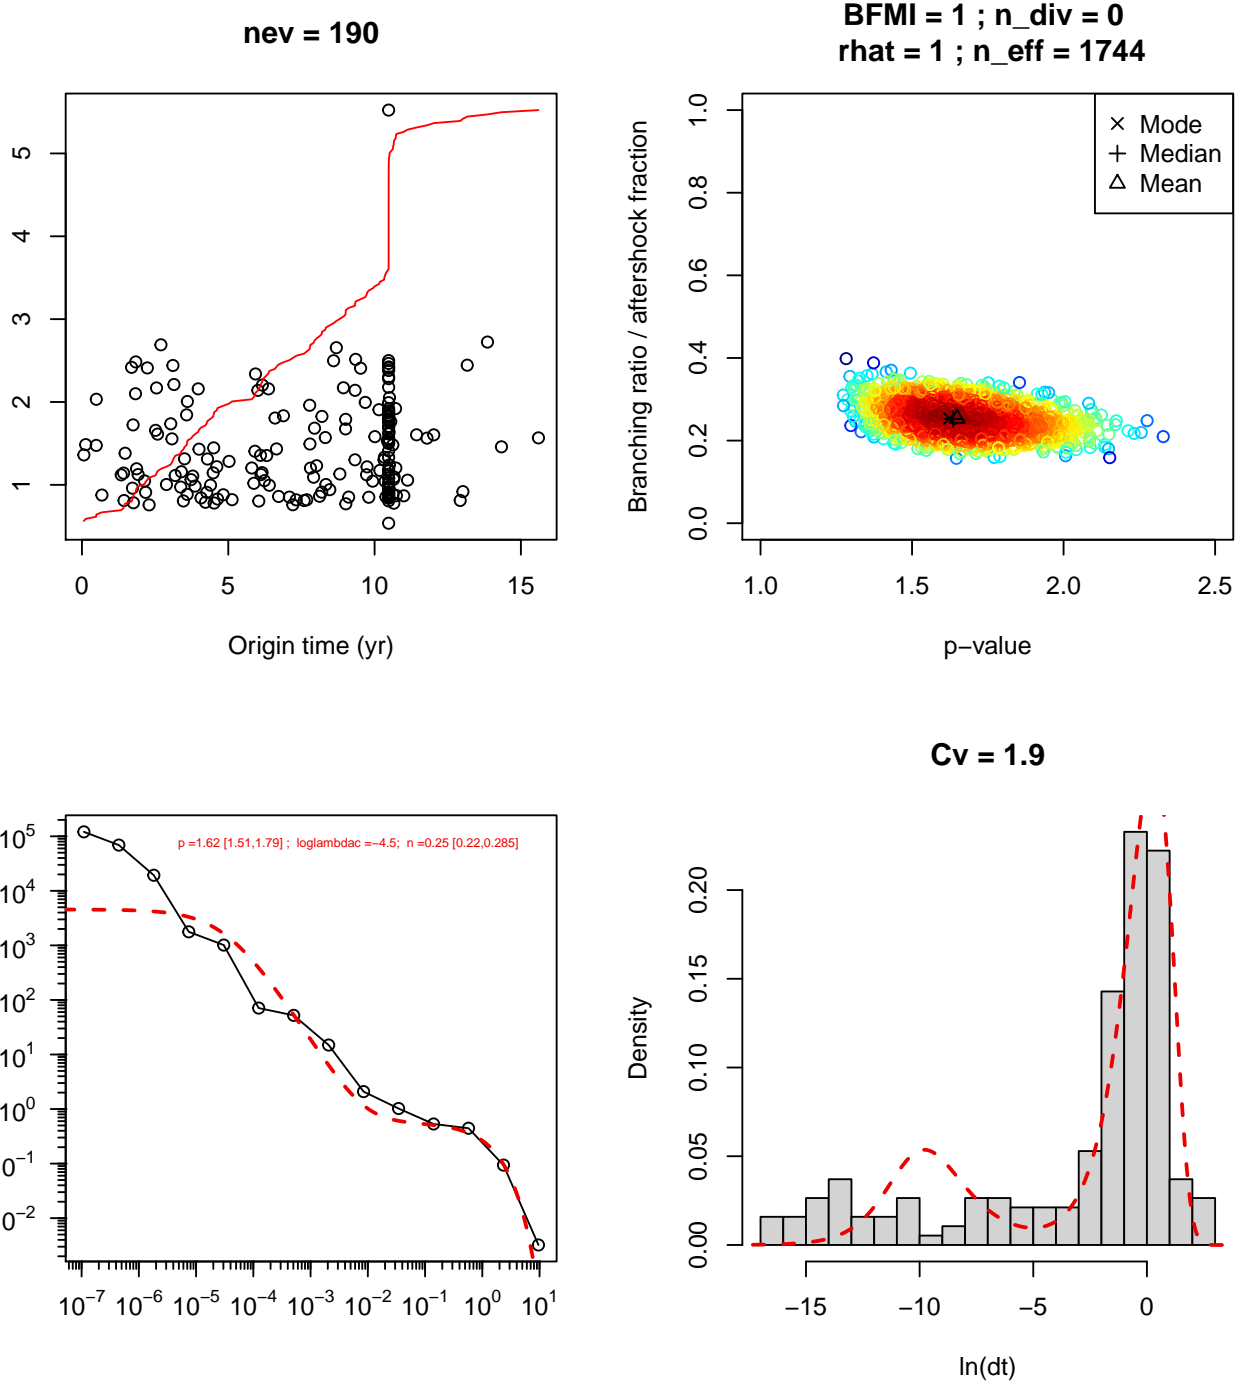 nev = 190
5
4
3
2
1
0 5 10 15
Origin time (yr)
BFMI = 1 ; n_div = 0
rhat = 1 ; n_eff = 1744
Branching ratio / aftershock fraction
1.0
0.8
0.6
0.4
0.2
0.0
Mode
Median
Mean
1.0 1.5 2.0 2.5
p−value
10^5
10^4
10^3
10^2
10^1
10^0
0^−1
0^−2
p =1.62 [1.51,1.79] ; loglambdac =−4.5; n =0.25 [0.22,0.285]
10^−7 10^−6 10^−5 10^−4 10^−3 10^−2 10^−1 10^0 10^1
Cv = 1.9
Density
0.20
0.15
0.10
0.05
0.00
−15 −10 −5 0
ln(dt)